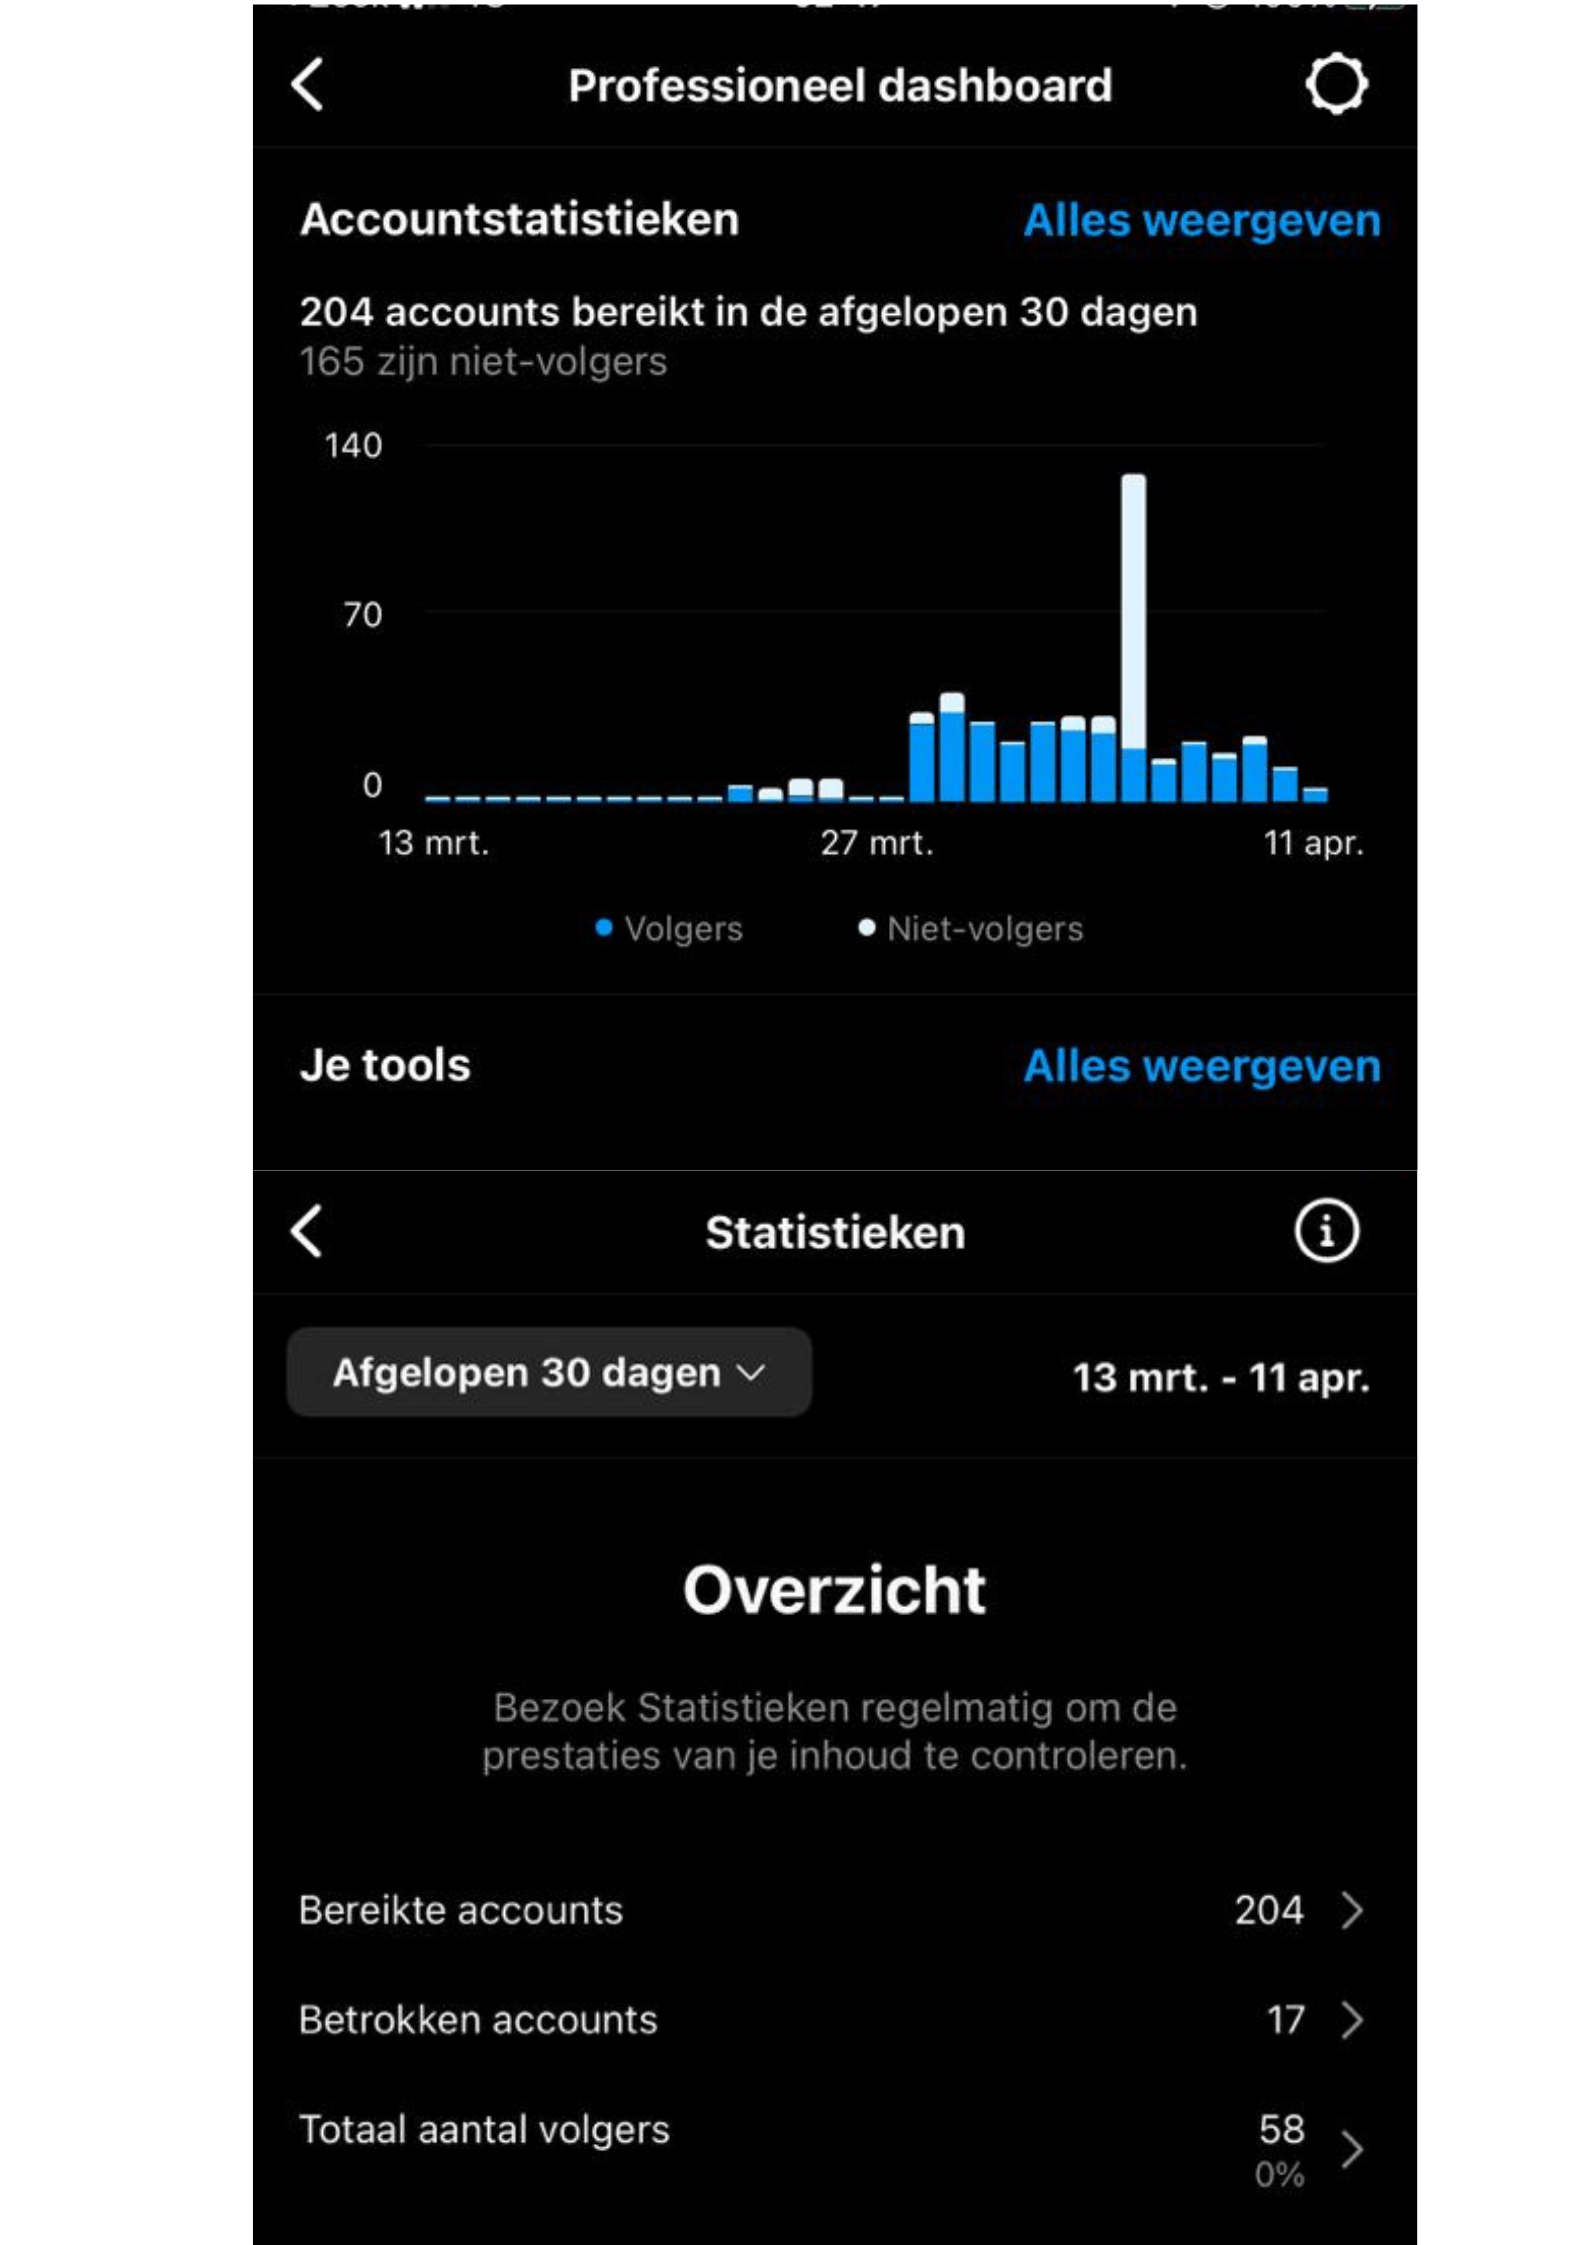 Professioneel dashboard
Accountstatistieken
Alles weergeven
204 accounts bereikt in de afgelopen 30 dagen
165 zijn niet-volgers
140
70
0
13 mrt.
27 mrt.
11 apr.
Volgers
Niet-volgers
Je tools
Alles weergeven
Statistieken
Afgelopen 30 dagen
13 mrt. - 11 apr.
Overzicht
Bezoek Statistieken regelmatig om de
prestaties van je inhoud te controleren.
Bereikte accounts
204
Betrokken accounts
17
Totaal aantal volgers
58
0%